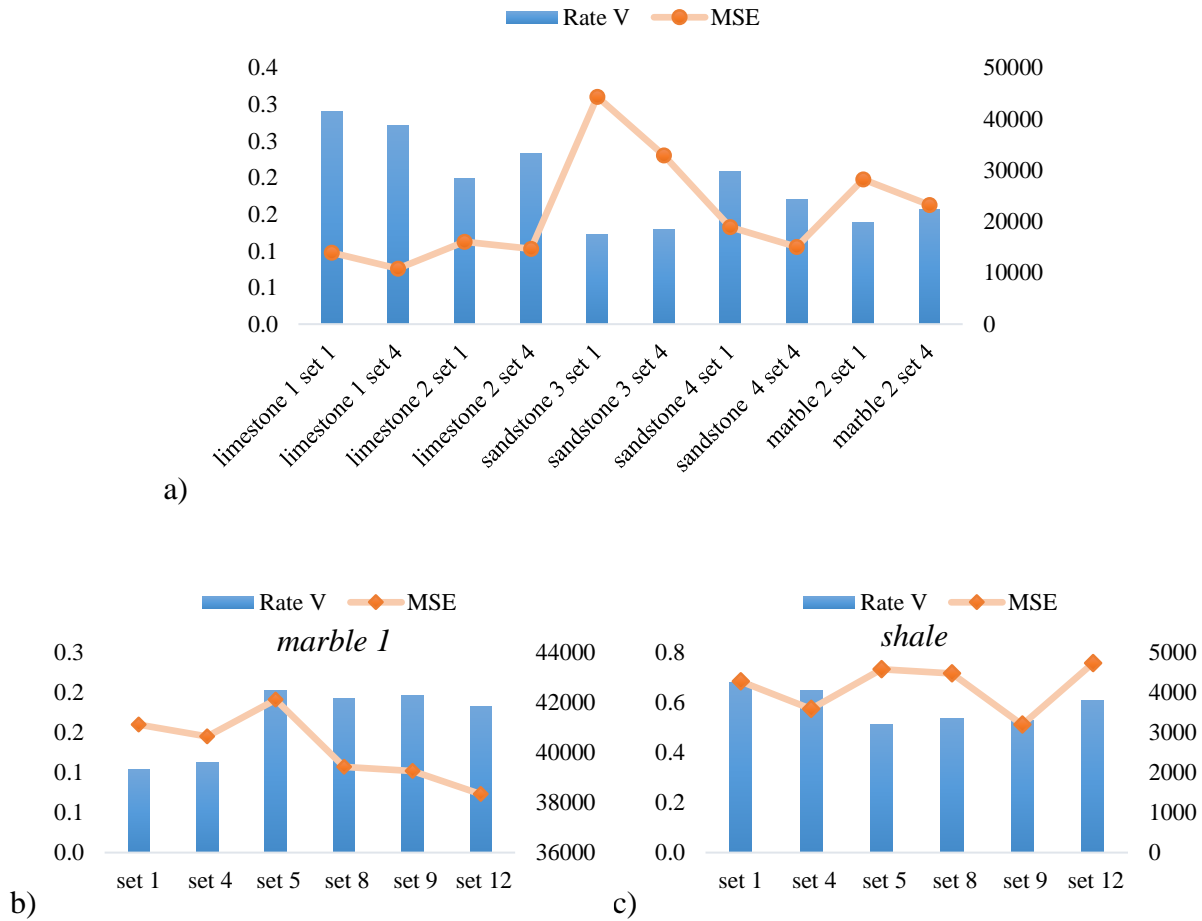 Rate V MSE
0.4 50000
0.3
40000
0.3
30000
0.2
0.2 20000
0.1
10000
0.1
0.0 0
limestone 1 set 1
limestone 1 set 4
limestone 2 set 1
limestone 2 set 4
sandstone 3 set 1
sandstone 3 set 4
sandstone 4 set 1
sandstone 4 set 4
marble 2 set 1
marble 2 set 4
a)
Rate V MSE
marble 1
0.3 44000
0.2 42000
0.2
40000
0.1
38000
0.1
0.0 36000
set 1 set 4 set 5 set 8 set 9 set 12
b)
Rate V MSE
shale
0.8 5000
4000
0.6
3000
0.4
2000
0.2
1000
0.0 0
set 1 set 4 set 5 set 8 set 9 set 12
c)